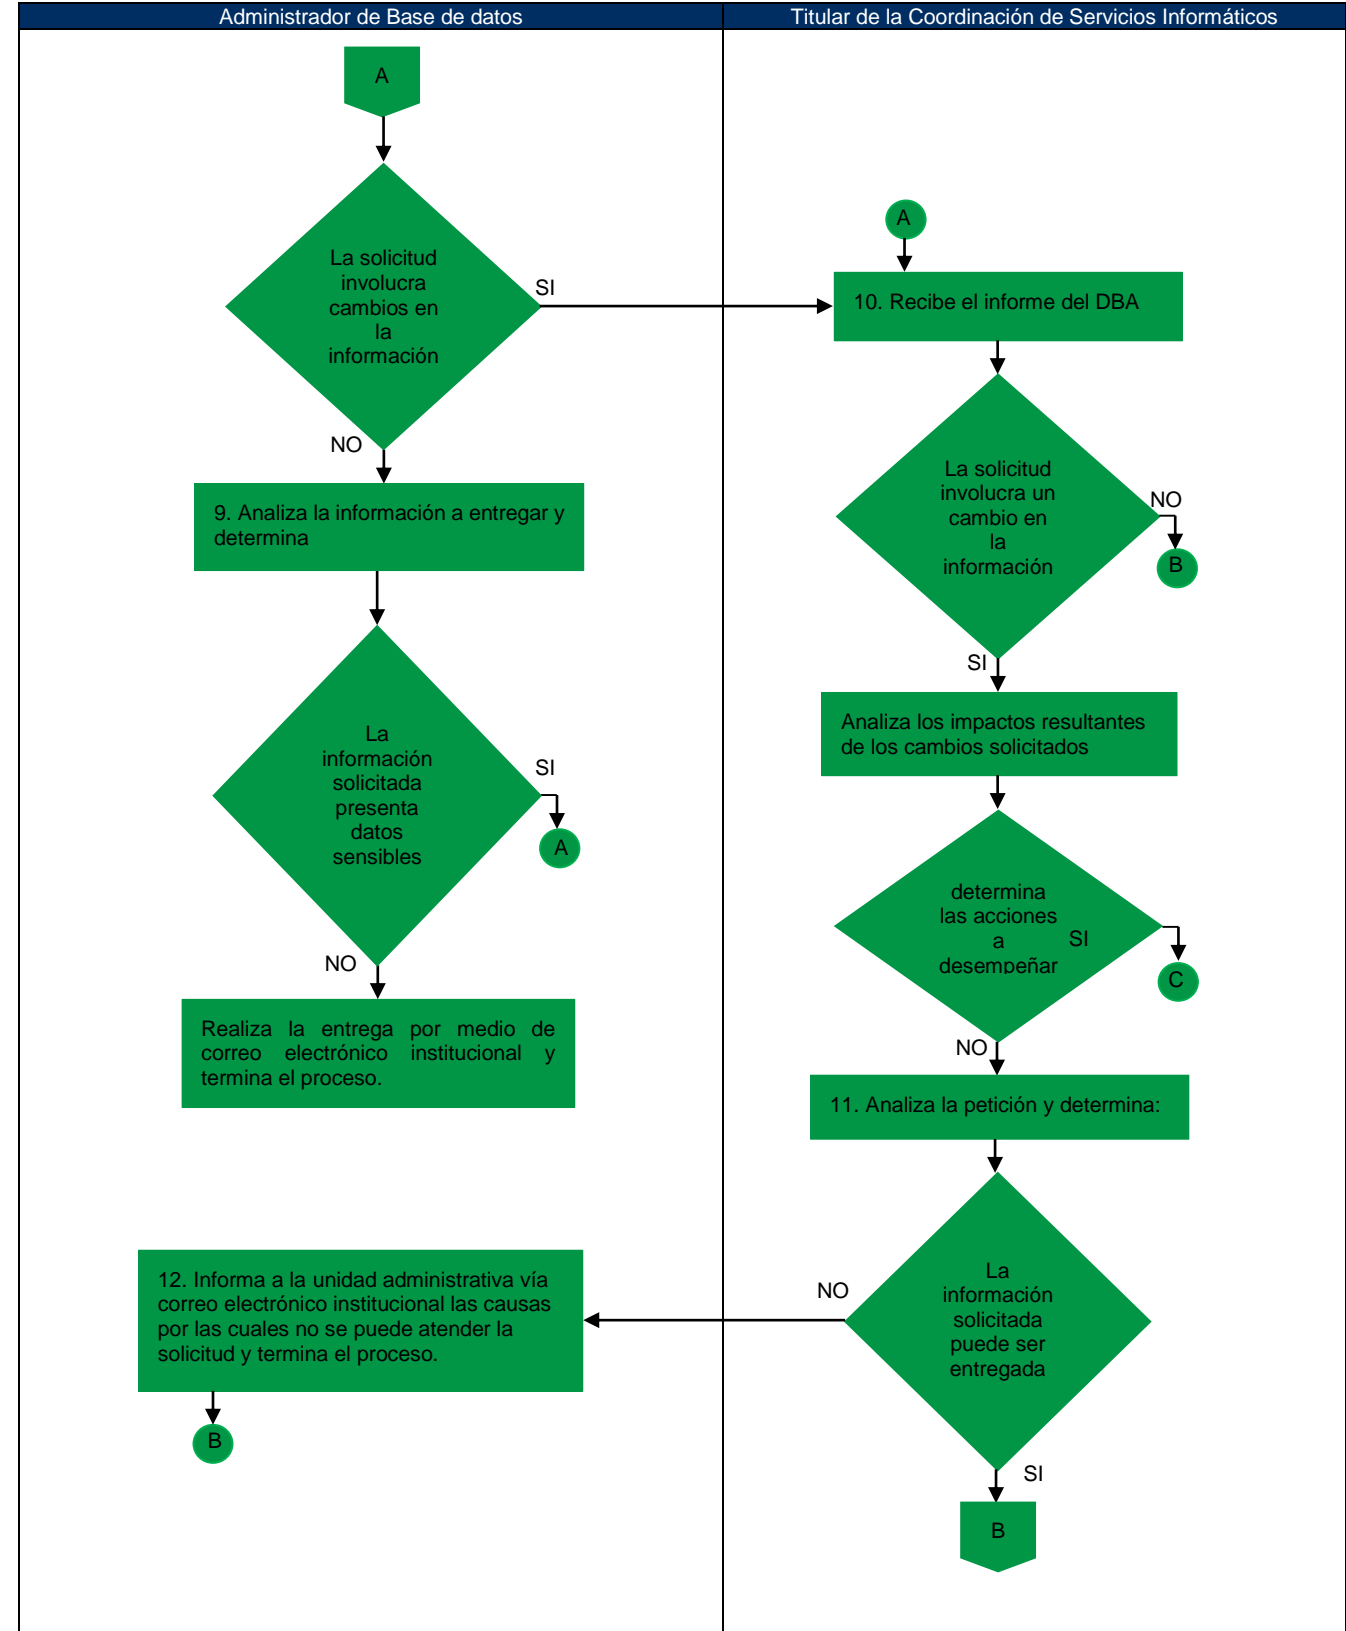 Administrador de Base de datos
Titular de la Coordinación de Servicios Informáticos
A
La solicitud
involucra
cambios en
la
información
SI
NO
9. Analiza la información a entregar y
determina
La
información
solicitada
presenta
datos
sensibles
SI
A
NO
Realiza la entrega por medio de
correo electrónico institucional y
termina el proceso.
12. Informa a la unidad administrativa vía
correo electrónico institucional las causas
por las cuales no se puede atender la
solicitud y termina el proceso.
B
A
10. Recibe el informe del DBA
La solicitud
involucra un
cambio en
la
información
NO
B
SI
Analiza los impactos resultantes
de los cambios solicitados
determina
las acciones
a
desempeñar
SI
C
NO
11. Analiza la petición y determina:
La
información
solicitada
puede ser
entregada
NO
SI
B